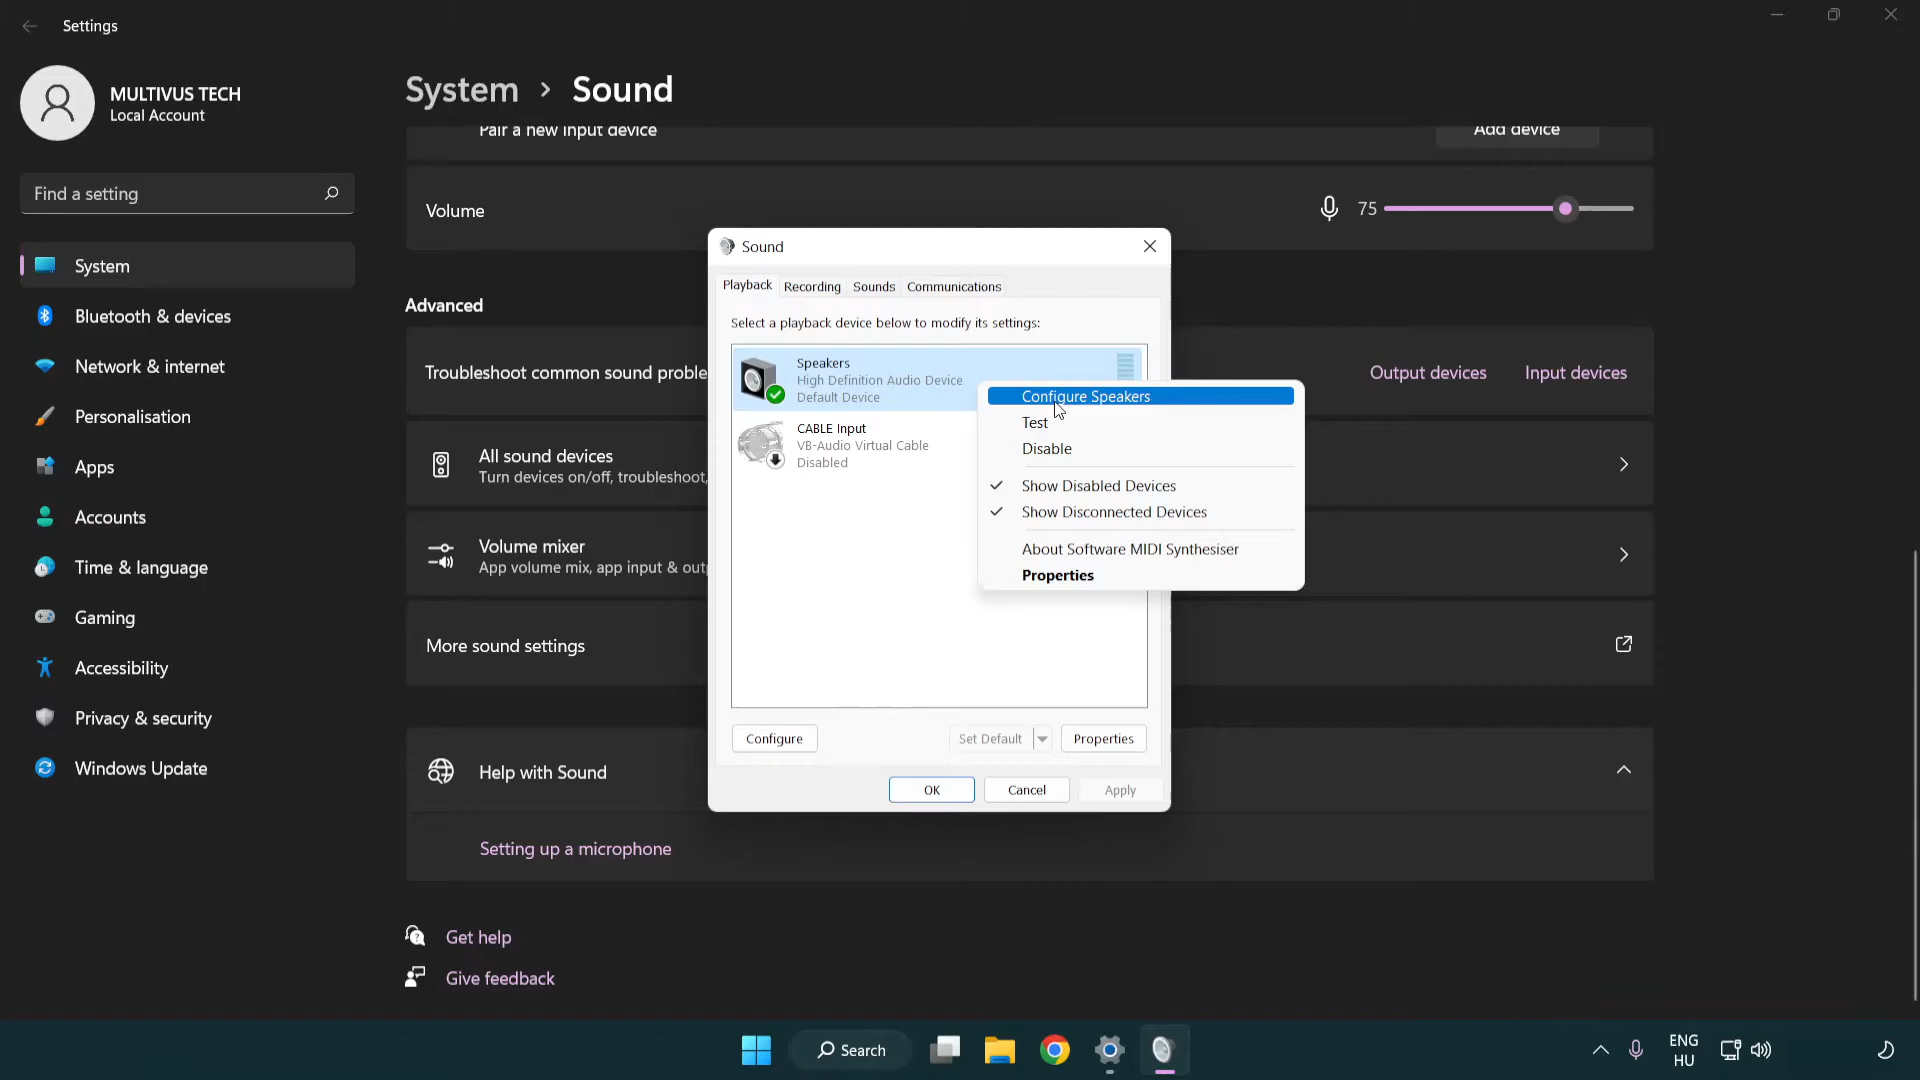 Settings
MULTIVUS TECH
Local Account
Find a setting
System
Bluetooth & devices
Network & internet
Personalisation
Apps
Accounts
Time & language
Gaming
Accessibility
Privacy & security
Windows Update
System › Sound
Pair a new input device
Add device
Volume
75
Advanced
Troubleshoot common sound proble
Output devices
Input devices
All sound devices
Turn devices on/off, troubleshoot,
Volume mixer
App volume mix, app input & outp
More sound settings
Help with Sound
Setting up a microphone
Get help
Give feedback
Sound
Playback
Recording
Sounds
Communications
Select a playback device below to modify its settings:
Speakers
High Definition Audio Device
Default Device
CABLE Input
VB-Audio Virtual Cable
Disabled
Configure Speakers
Test
Disable
Show Disabled Devices
Show Disconnected Devices
About Software MIDI Synthesiser
Properties
Configure
Set Default
Properties
OK
Cancel
Apply
Search
ENG
HU